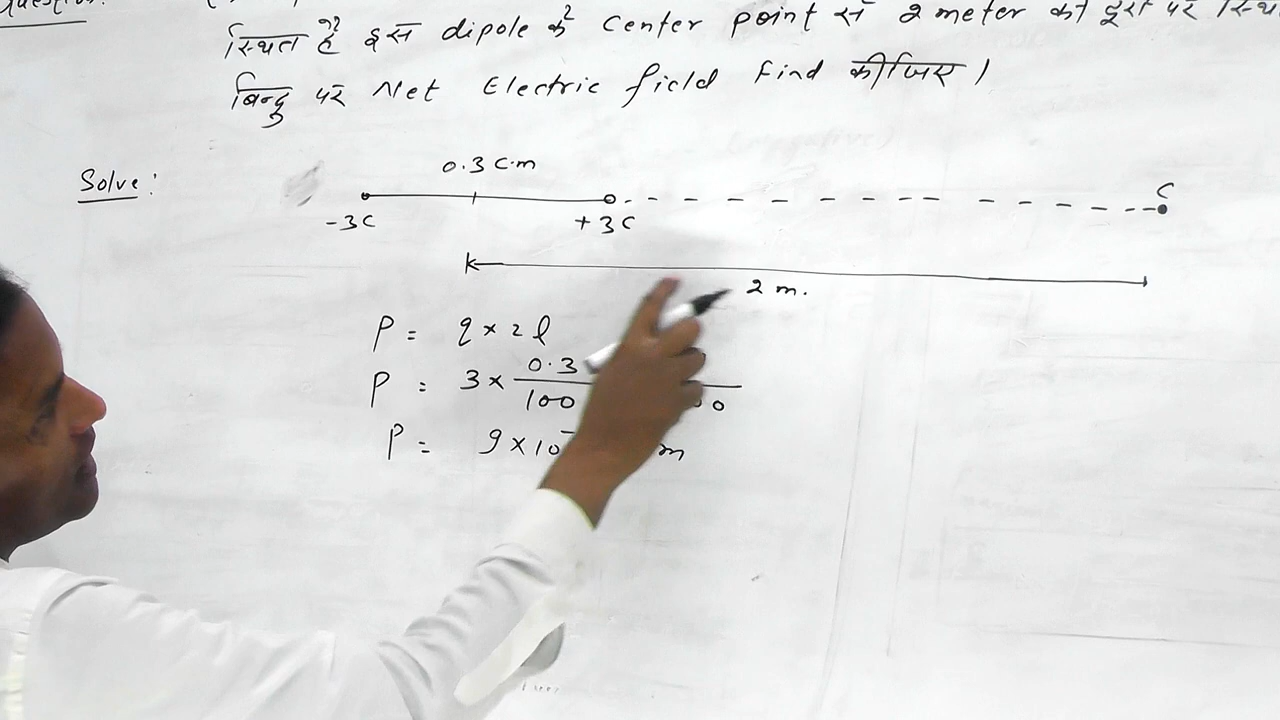 Question:
स्थित है इस dipole के center point से 2 meter की दूरी पर
बिन्दु पर Net Electric field Find कीजिए।
Solve:
0.3 C.m
C
-3C
+3C
2 m.
P = q × 2l
P = 3 × 0.3
100
P = 9 × 10⁻ m